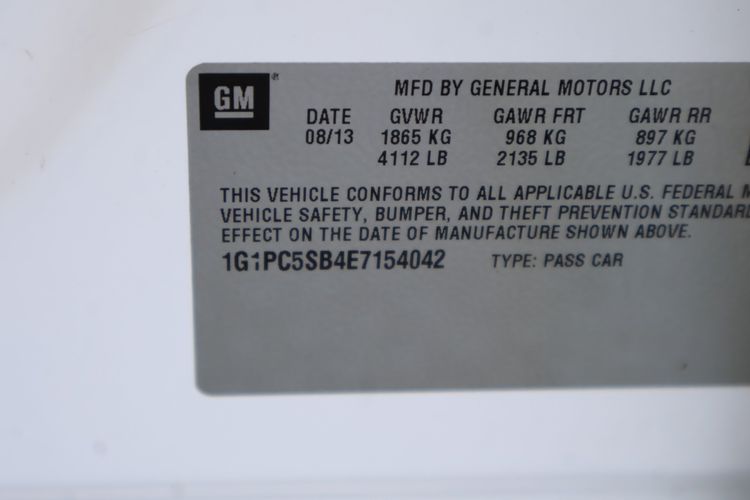 GM®
MFD BY GENERAL MOTORS LLC
DATE GVWR GAWR FRT GAWR RR
08/13 1865 KG 968 KG 897 KG
4112 LB 2135 LB 1977 LB
THIS VEHICLE CONFORMS TO ALL APPLICABLE U.S. FEDERAL
VEHICLE SAFETY, BUMPER, AND THEFT PREVENTION STANDARD
EFFECT ON THE DATE OF MANUFACTURE SHOWN ABOVE.
1G1PC5SB4E7154042 TYPE: PASS CAR